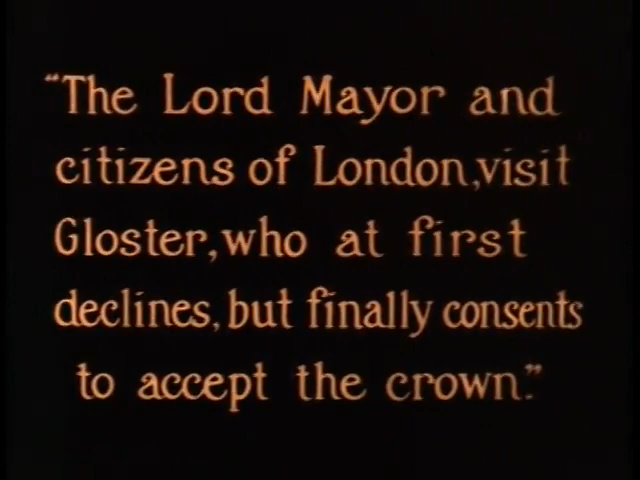 “The Lord Mayor and
citizens of London, visit
Gloster, who at first
declines, but finally consents
to accept the crown.”